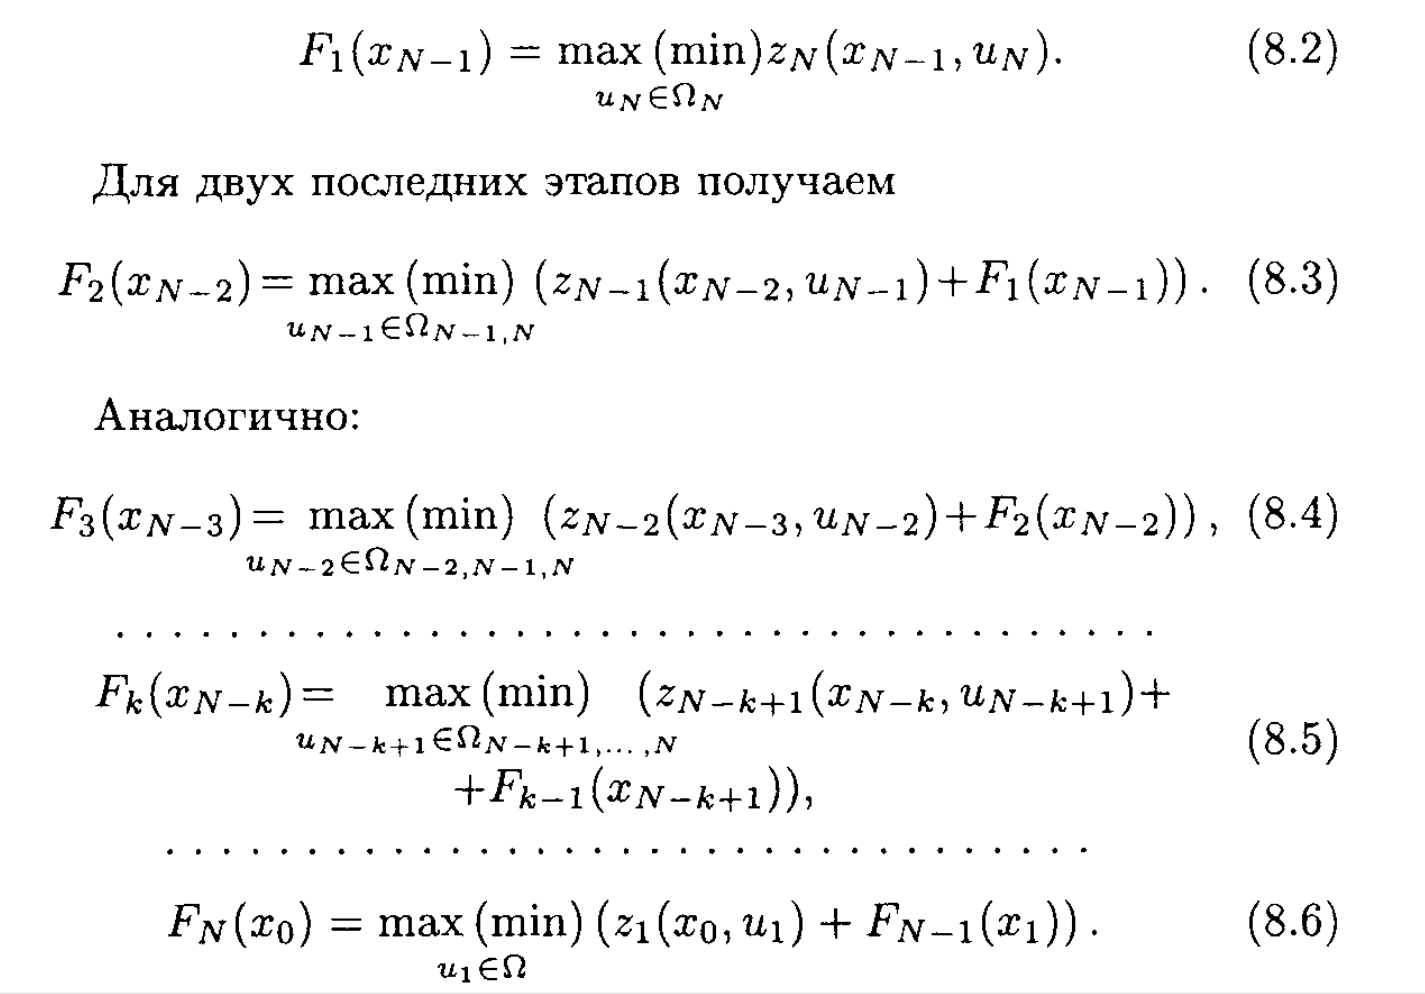 F₁(x_{N−1}) = max (min) z_N(x_{N−1}, u_N). (8.2)
u_N∈Ω_N
Для двух последних этапов получаем
F₂(x_{N−2}) = max (min) (z_{N−1}(x_{N−2}, u_{N−1})+F₁(x_{N−1})). (8.3)
u_{N−1}∈Ω_{N−1,N}
Аналогично:
F₃(x_{N−3}) = max (min) (z_{N−2}(x_{N−3}, u_{N−2})+F₂(x_{N−2})), (8.4)
u_{N−2}∈Ω_{N−2,N−1,N}
. . . . . . . . . . . . . . . . . . . . . . . . . . . . . . . . . . . . .
F_k(x_{N−k}) = max (min) (z_{N−k+1}(x_{N−k}, u_{N−k+1})+
u_{N−k+1}∈Ω_{N−k+1,...,N} (8.5)
+F_{k−1}(x_{N−k+1})),
. . . . . . . . . . . . . . . . . . . . . . . . . . . . . . . . .
F_N(x₀) = max (min) (z₁(x₀, u₁) + F_{N−1}(x₁)). (8.6)
u₁∈Ω